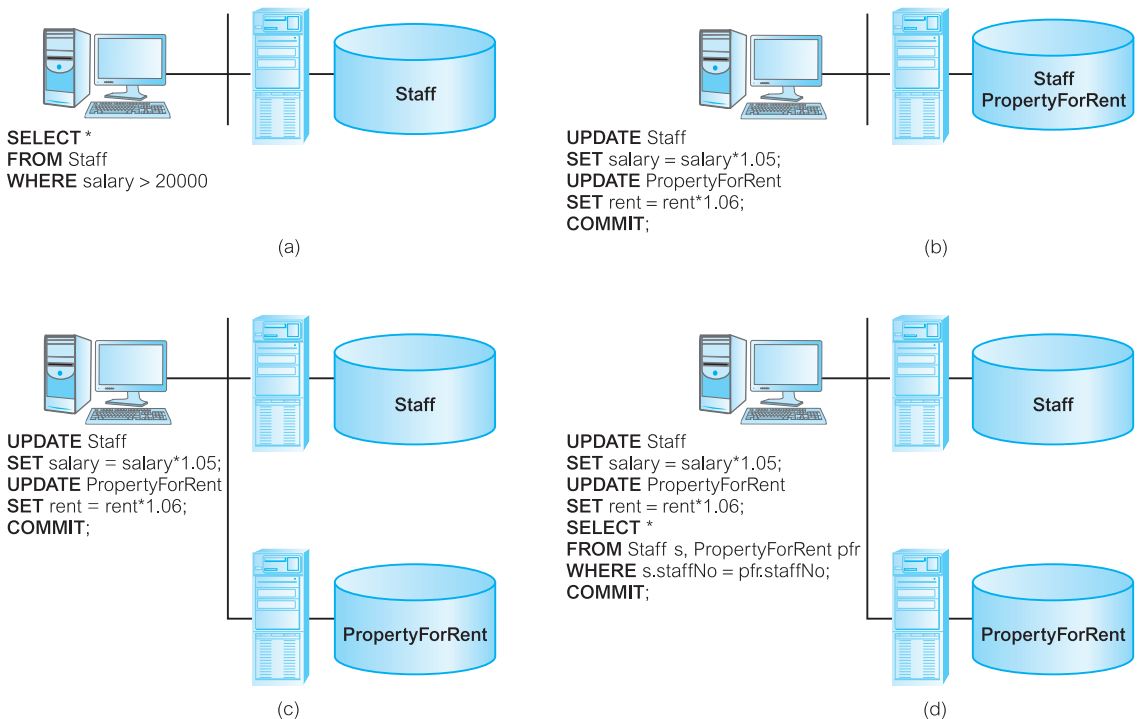 Staff
SELECT *
FROM Staff
WHERE salary > 20000
(a)
Staff
PropertyForRent
UPDATE Staff
SET salary = salary*1.05;
UPDATE PropertyForRent
SET rent = rent*1.06;
COMMIT;
(b)
Staff
UPDATE Staff
SET salary = salary*1.05;
UPDATE PropertyForRent
SET rent = rent*1.06;
COMMIT;
PropertyForRent
(c)
Staff
UPDATE Staff
SET salary = salary*1.05;
UPDATE PropertyForRent
SET rent = rent*1.06;
SELECT *
FROM Staff s, PropertyForRent pfr
WHERE s.staffNo = pfr.staffNo;
COMMIT;
PropertyForRent
(d)